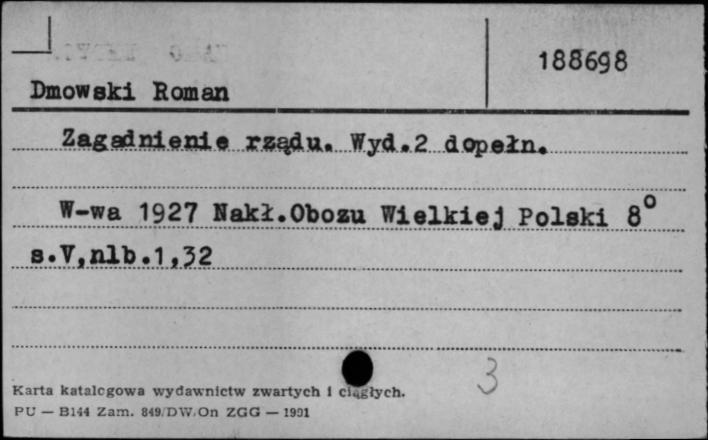 188698
Dmowski Roman
Zagadnienie rządu. Wyd.2 dopełn.
W-wa 1927 Nakł.Obozu Wielkiej Polski 8°
s.V,nlb.1,32
3
Karta katalogowa wydawnictw zwartych i ciągłych.
PU — B144 Zam. 849/DW/On ZGG — 1991